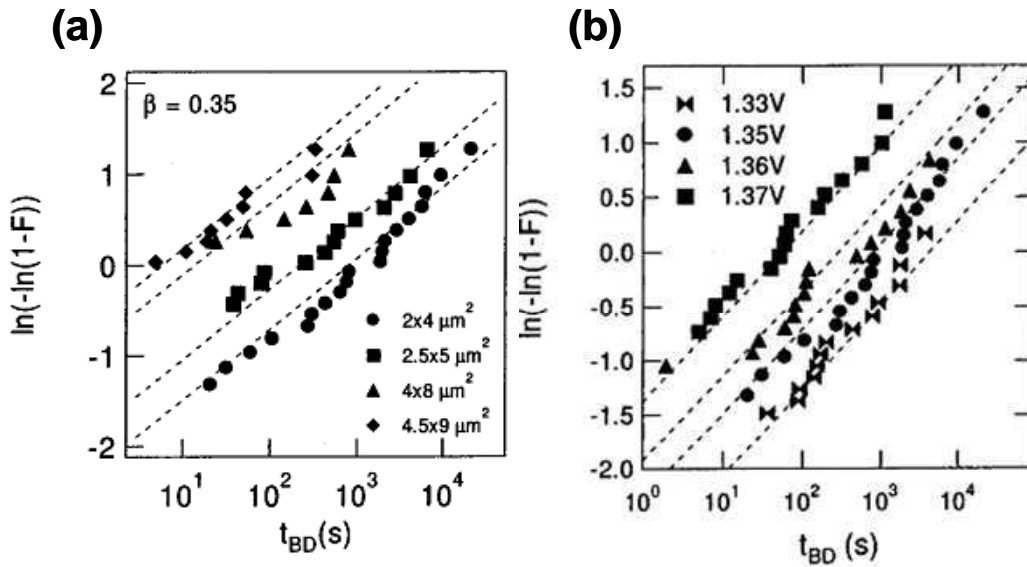 (a)
(b)
β = 0.35
2
1
0
-1
-2
ln(-ln(1-F))
2x4 μm²
2.5x5 μm²
4x8 μm²
4.5x9 μm²
10¹ 10² 10³ 10⁴
t_BD(s)
1.33V
1.35V
1.36V
1.37V
1.5
1.0
0.5
0.0
-0.5
-1.0
-1.5
-2.0
ln(-ln(1-F))
10⁰ 10¹ 10² 10³ 10⁴
t_BD (s)